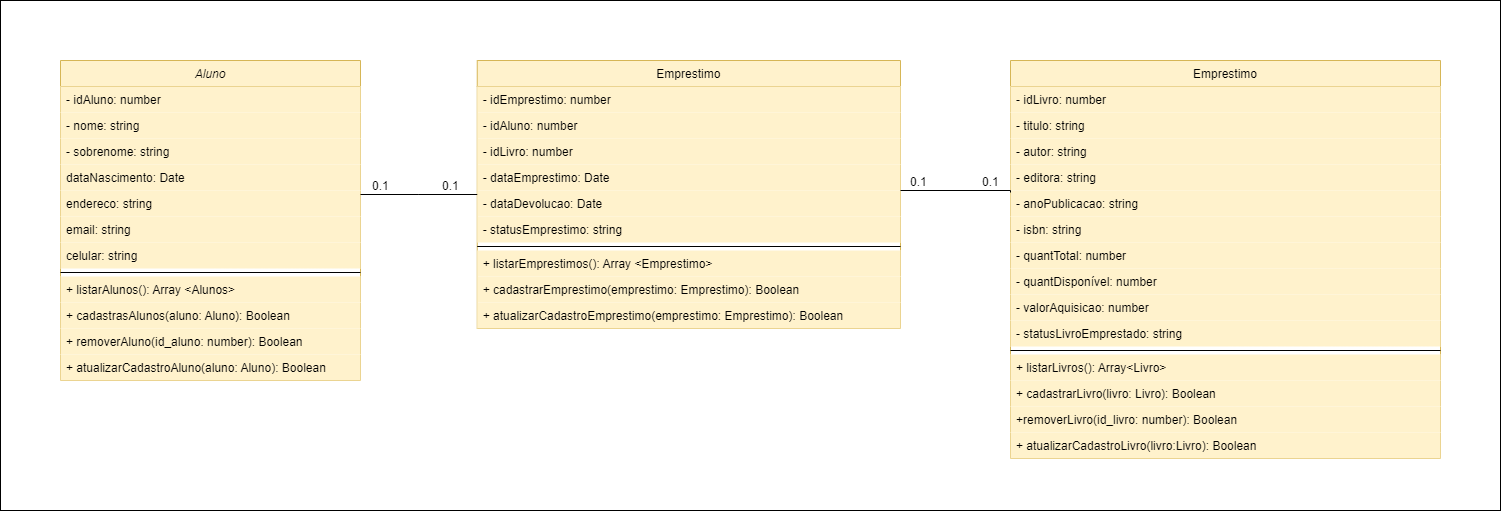 Aluno
- idAluno: number
- nome: string
- sobrenome: string
dataNascimento: Date
endereco: string
email: string
celular: string
+ listarAlunos(): Array <Alunos>
+ cadastrasAlunos(aluno: Aluno): Boolean
+ removerAluno(id_aluno: number): Boolean
+ atualizarCadastroAluno(aluno: Aluno): Boolean
0.1
0.1
Emprestimo
- idEmprestimo: number
- idAluno: number
- idLivro: number
- dataEmprestimo: Date
- dataDevolucao: Date
- statusEmprestimo: string
+ listarEmprestimos(): Array <Emprestimo>
+ cadastrarEmprestimo(emprestimo: Emprestimo): Boolean
+ atualizarCadastroEmprestimo(emprestimo: Emprestimo): Boolean
0.1
0.1
Emprestimo
- idLivro: number
- titulo: string
- autor: string
- editora: string
- anoPublicacao: string
- isbn: string
- quantTotal: number
- quantDisponível: number
- valorAquisicao: number
- statusLivroEmprestado: string
+ listarLivros(): Array<Livro>
+ cadastrarLivro(livro: Livro): Boolean
+removerLivro(id_livro: number): Boolean
+ atualizarCadastroLivro(livro:Livro): Boolean